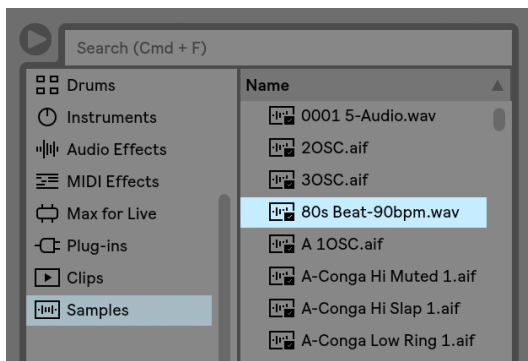 Search (Cmd + F)
Drums
Instruments
Audio Effects
MIDI Effects
Max for Live
Plug-ins
Clips
Samples
Name
0001 5-Audio.wav
2OSC.aif
3OSC.aif
80s Beat-90bpm.wav
A 1OSC.aif
A-Conga Hi Muted 1.aif
A-Conga Hi Slap 1.aif
A-Conga Low Ring 1.aif